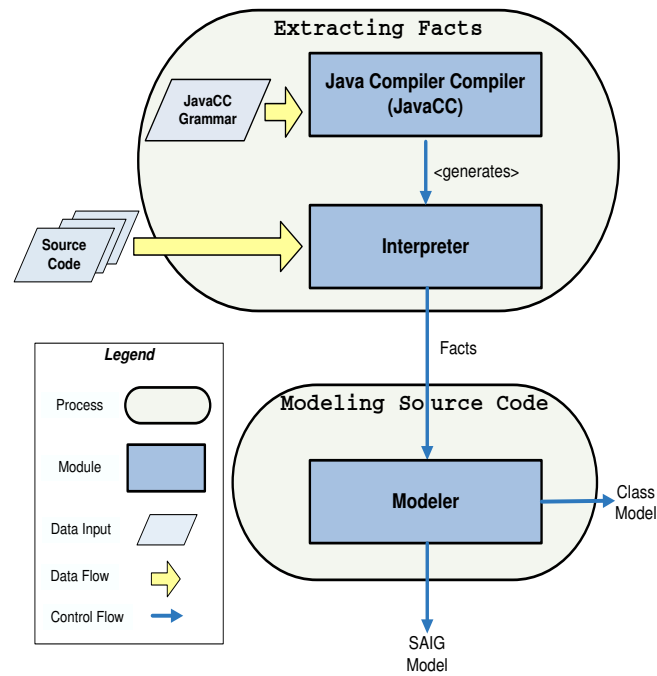 Extracting Facts
Java Compiler Compiler
(JavaCC)
JavaCC
Grammar
<generates>
Source
Code
Interpreter
Facts
Legend
Process
Module
Data Input
Data Flow
Control Flow
Modeling Source Code
Modeler
Class
Model
SAIG
Model